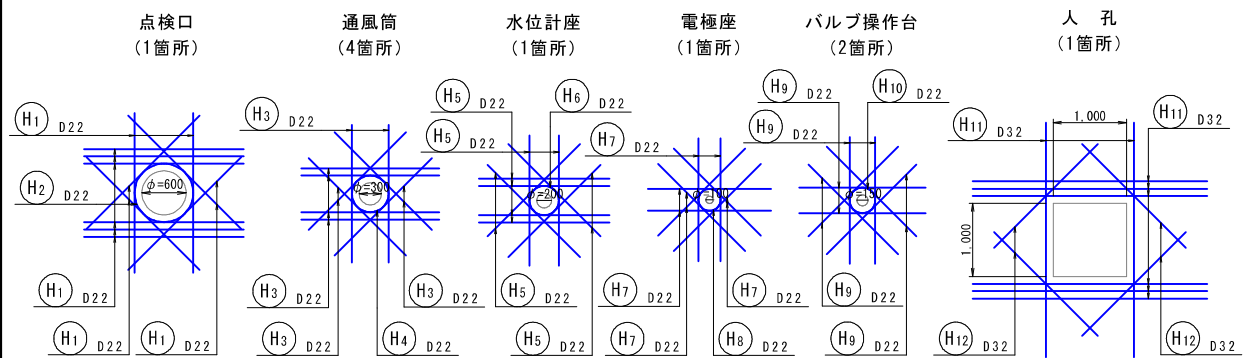 点検口
(1箇所)
H1 D22
H2 D22
φ=600
H1 D22
H1 D22
H1 D22
通風筒
(4箇所)
H3 D22
φ=300
H3 D22
H3 D22
H3 D22
H4 D22
水位計座
(1箇所)
H5 D22
H6 D22
H5 D22
φ=200
H5 D22
H5 D22
電極座
(1箇所)
H7 D22
H7 D22
H7 D22
H7 D22
H8 D22
バルブ操作台
(2箇所)
H9 D22
H10 D22
H9 D22
φ=150
H9 D22
H9 D22
人 孔
(1箇所)
H11 D32
H11 D32
1,000
1,000
H12 D32
H12 D32